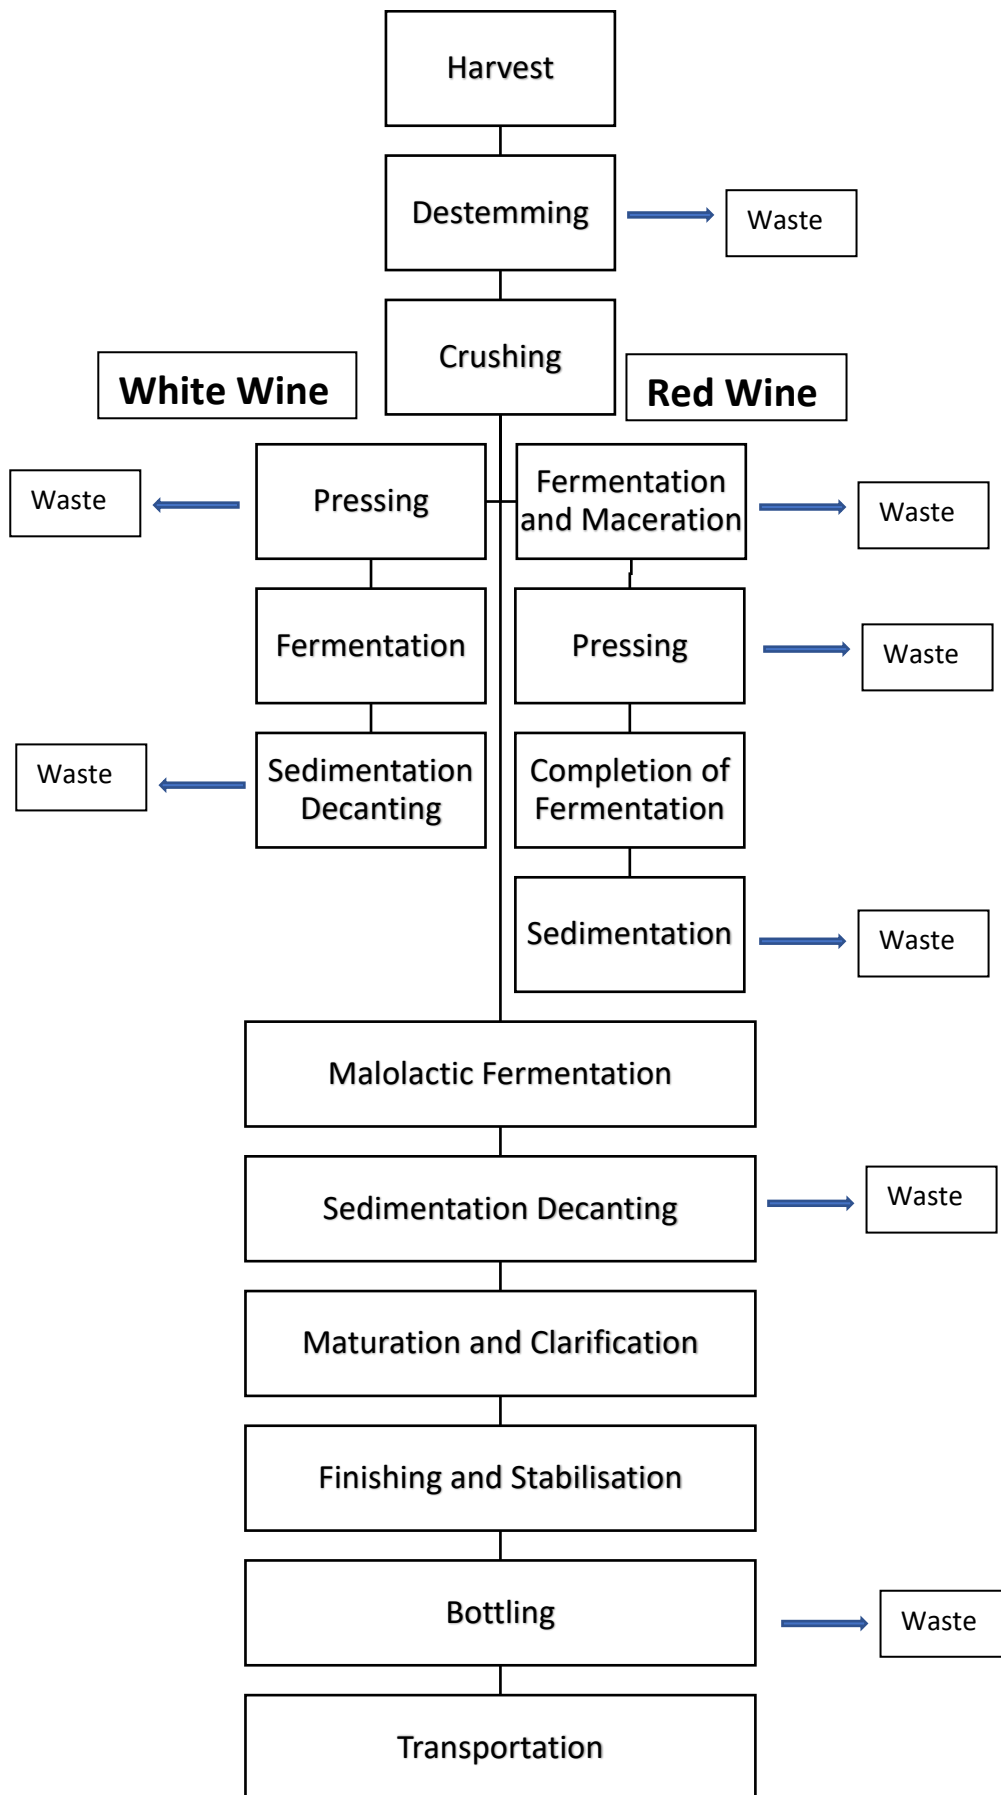 Harvest
Destemming
Waste
Crushing
White Wine
Red Wine
Waste
Pressing
Fermentation
and Maceration
Waste
Fermentation
Pressing
Waste
Waste
Sedimentation
Decanting
Completion of
Fermentation
Sedimentation
Waste
Malolactic Fermentation
Sedimentation Decanting
Waste
Maturation and Clarification
Finishing and Stabilisation
Bottling
Waste
Transportation